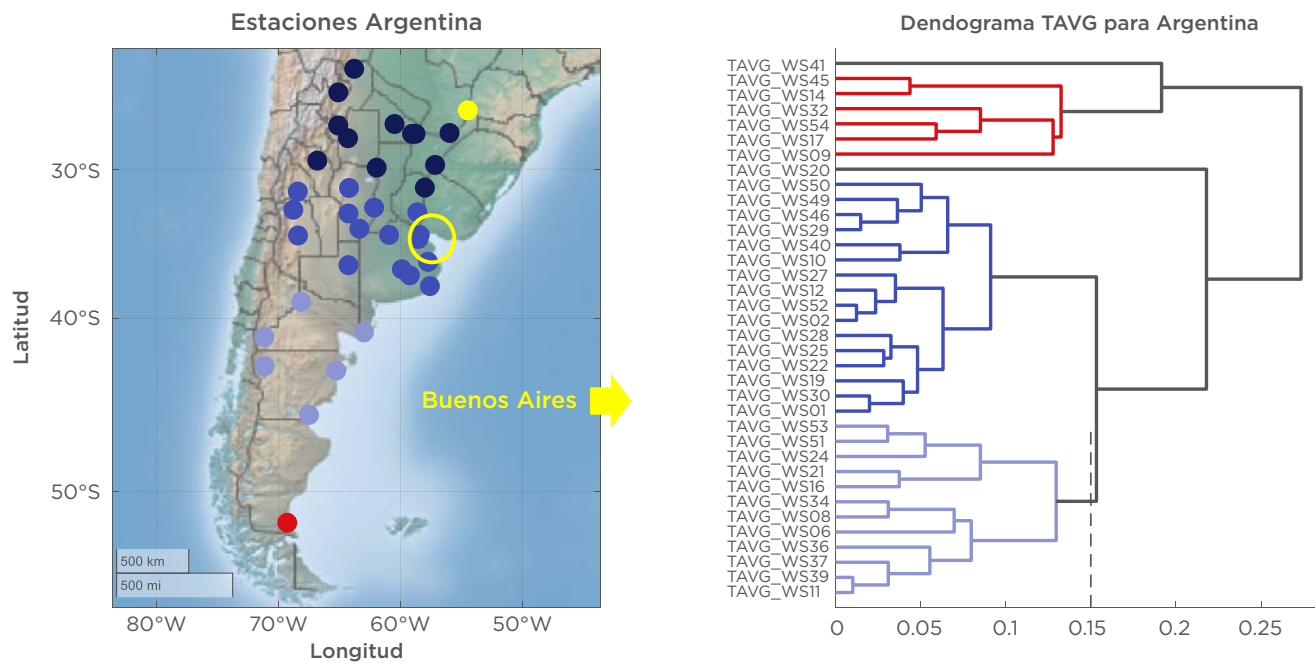 Estaciones Argentina
Latitud
30°S
40°S
50°S
Buenos Aires
500 km
500 mi
80°W
70°W
60°W
50°W
Longitud
Dendograma TAVG para Argentina
TAVG_WS41
TAVG_WS45
TAVG_WS14
TAVG_WS32
TAVG_WS54
TAVG_WS17
TAVG_WS09
TAVG_WS20
TAVG_WS50
TAVG_WS49
TAVG_WS46
TAVG_WS29
TAVG_WS40
TAVG_WS10
TAVG_WS27
TAVG_WS12
TAVG_WS52
TAVG_WS02
TAVG_WS28
TAVG_WS25
TAVG_WS22
TAVG_WS19
TAVG_WS30
TAVG_WS01
TAVG_WS53
TAVG_WS51
TAVG_WS24
TAVG_WS21
TAVG_WS16
TAVG_WS34
TAVG_WS08
TAVG_WS06
TAVG_WS36
TAVG_WS37
TAVG_WS39
TAVG_WS11
0
0.05
0.1
0.15
0.2
0.25